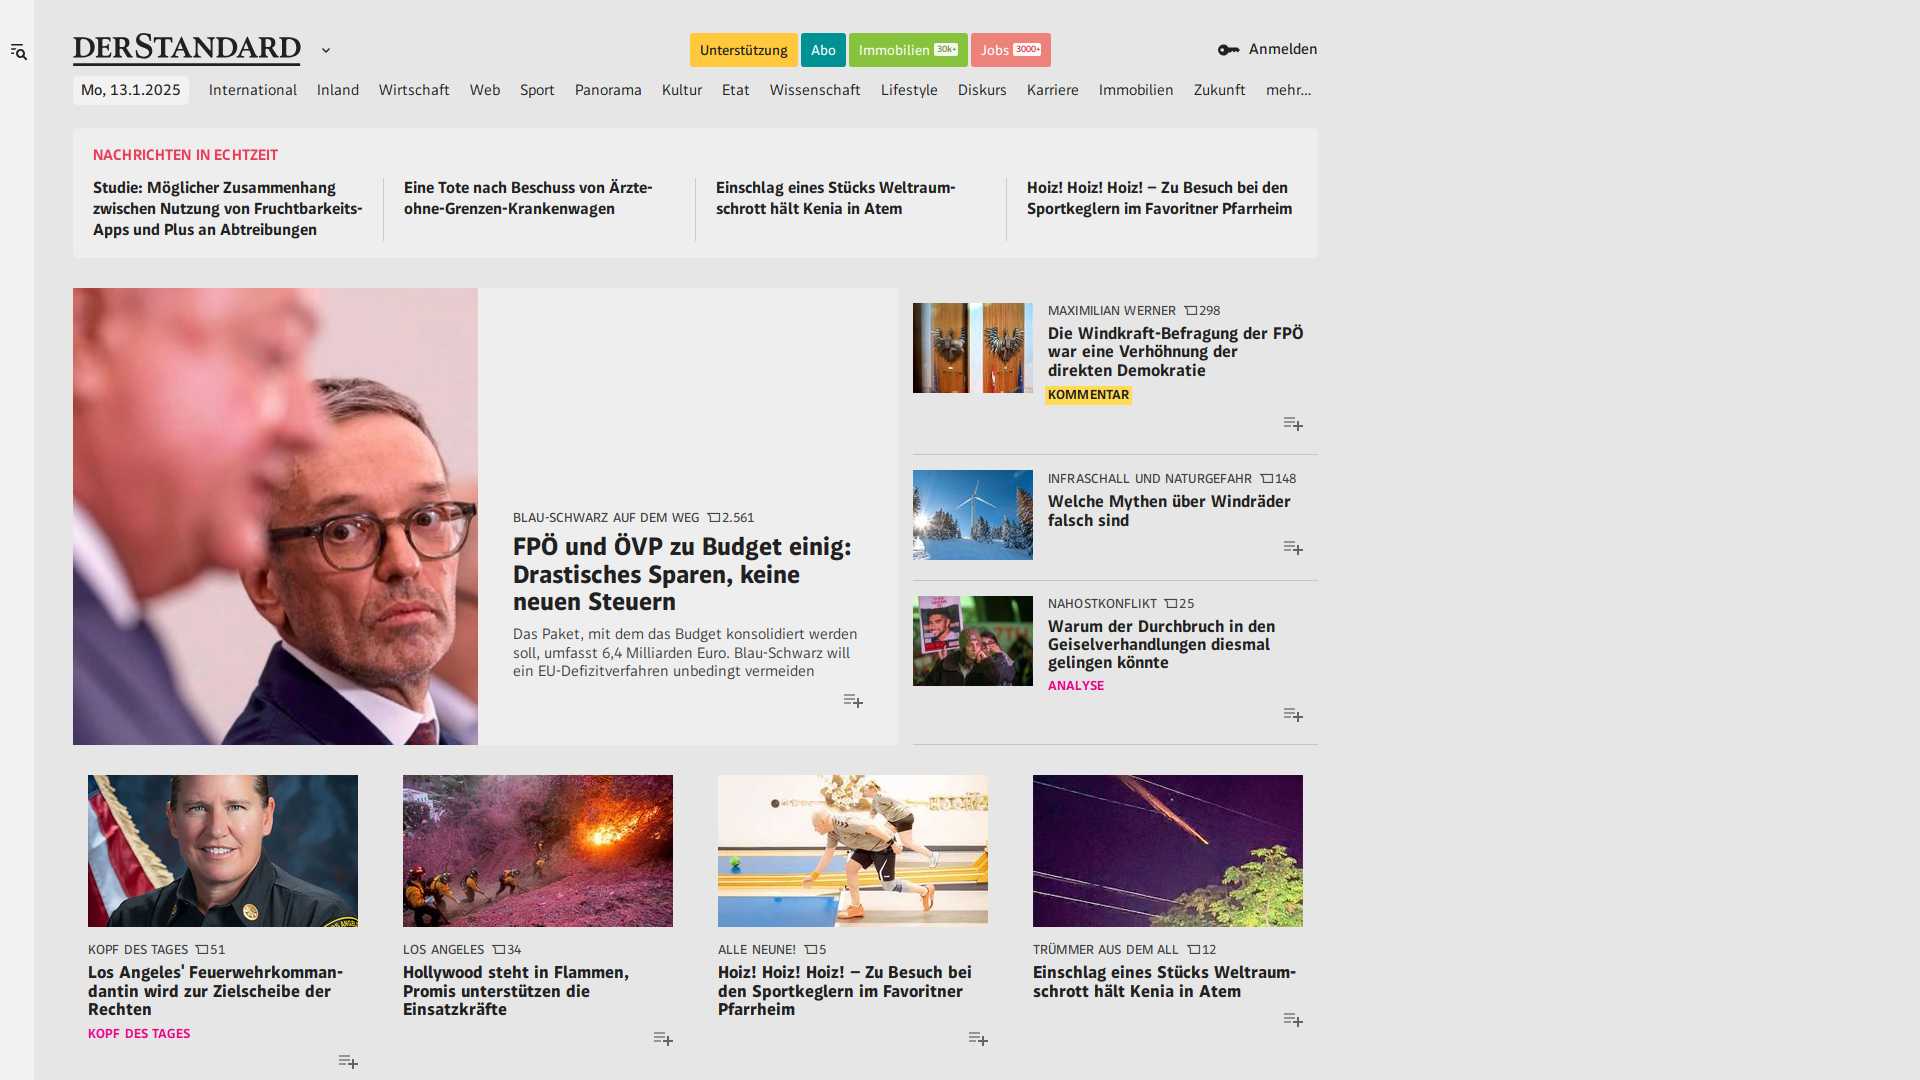 DERSTANDARD
Unterstützung
Abo
Immobilien 30k+
Jobs 3000+
Anmelden
Mo, 13.1.2025
International
Inland
Wirtschaft
Web
Sport
Panorama
Kultur
Etat
Wissenschaft
Lifestyle
Diskurs
Karriere
Immobilien
Zukunft
mehr...
NACHRICHTEN IN ECHTZEIT
Studie: Möglicher Zusammenhang
zwischen Nutzung von Fruchtbarkeits-
Apps und Plus an Abtreibungen
Eine Tote nach Beschuss von Ärzte-
ohne-Grenzen-Krankenwagen
Einschlag eines Stücks Weltraum-
schrott hält Kenia in Atem
Hoiz! Hoiz! Hoiz! – Zu Besuch bei den
Sportkeglern im Favoritner Pfarrheim
BLAU-SCHWARZ AUF DEM WEG 2.561
FPÖ und ÖVP zu Budget einig:
Drastisches Sparen, keine
neuen Steuern
Das Paket, mit dem das Budget konsolidiert werden
soll, umfasst 6,4 Milliarden Euro. Blau-Schwarz will
ein EU-Defizitverfahren unbedingt vermeiden
MAXIMILIAN WERNER 298
Die Windkraft-Befragung der FPÖ
war eine Verhöhnung der
direkten Demokratie
KOMMENTAR
INFRASCHALL UND NATURGEFAHR 148
Welche Mythen über Windräder
falsch sind
NAHOSTKONFLIKT 25
Warum der Durchbruch in den
Geiselverhandlungen diesmal
gelingen könnte
ANALYSE
KOPF DES TAGES 51
Los Angeles' Feuerwehrkomman-
dantin wird zur Zielscheibe der
Rechten
KOPF DES TAGES
LOS ANGELES 34
Hollywood steht in Flammen,
Promis unterstützen die
Einsatzkräfte
ALLE NEUNE! 5
Hoiz! Hoiz! Hoiz! – Zu Besuch bei
den Sportkeglern im Favoritner
Pfarrheim
TRÜMMER AUS DEM ALL 12
Einschlag eines Stücks Weltraum-
schrott hält Kenia in Atem